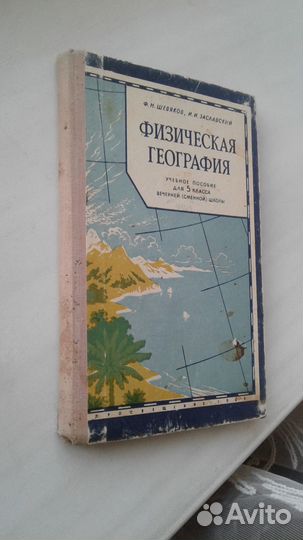 Ф. Н. ШЕВЯКОВ, И. И. ЗАСЛАВСКИЙ
ФИЗИЧЕСКАЯ
ГЕОГРАФИЯ
УЧЕБНОЕ ПОСОБИЕ
ДЛЯ 5 КЛАССА
ВЕЧЕРНЕЙ (СМЕННОЙ) ШКОЛЫ
Avito